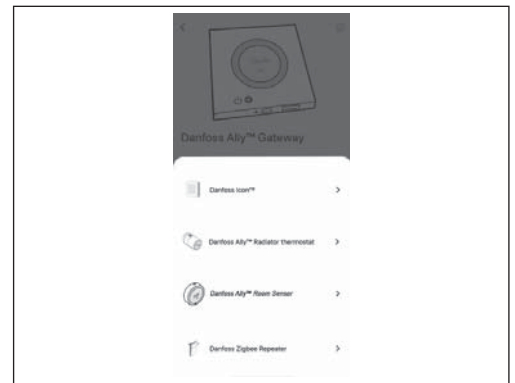 Danfoss Ally™ Gateway
Danfoss Icon™
Danfoss Ally™ Radiator thermostat
Danfoss Ally™ Room Sensor
Danfoss Zigbee Repeater